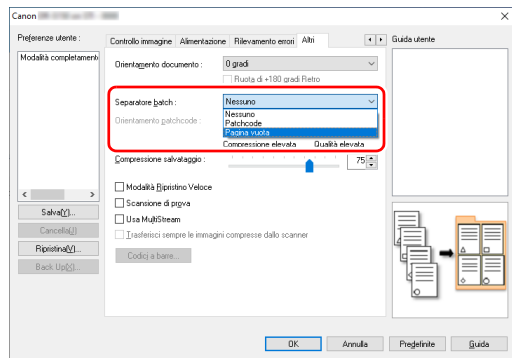 Canon
Preferenze utente :
Modalità completament
Salva[Y]...
Cancella[J]
Ripristina[V]...
Controllo immagine Alimentazione Rilevamento errori Altri
Orientamento documento : 0 gradi
Ruota di +180 gradi Retro
Separatore batch : Nessuno
Nessuno
Orientamento patchcode : Patchcode
Pagina vuota
Compressione elevata Qualità elevata
Compressione salvataggio : 75
Modalità Ripristino Veloce
Scansione di prova
Usa MultiStream
Trasferisci sempre le immagini compresse dallo scanner
Codici a barre...
Guida utente
OK Annulla Predefinite Guida